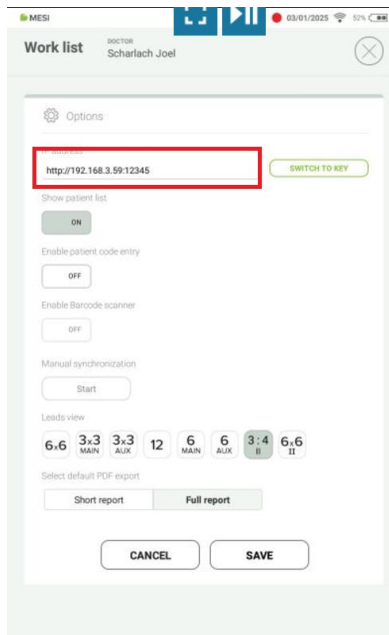 MESI
03/01/2025 52%
Work list
DOCTOR
Scharlach Joel
Options
IP address
http://192.168.3.59:12345
SWITCH TO KEY
Show patient list
ON
Enable patient code entry
OFF
Enable Barcode scanner
OFF
Manual synchronization
Start
Leads view
6x6
3x3 MAIN
3x3 AUX
12
6 MAIN
6 AUX
3:4 II
6x6 II
Select default PDF export
Short report Full report
CANCEL SAVE